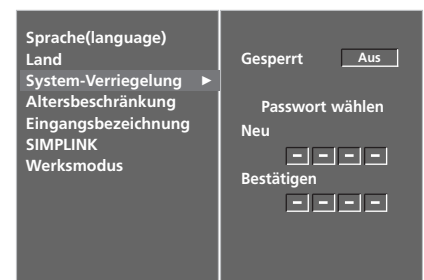 Sprache(language)
Land
System-Verriegelung ►
Altersbeschränkung
Eingangsbezeichnung
SIMPLINK
Werksmodus
Gesperrt Aus
Passwort wählen
Neu
– – – –
Bestätigen
– – – –